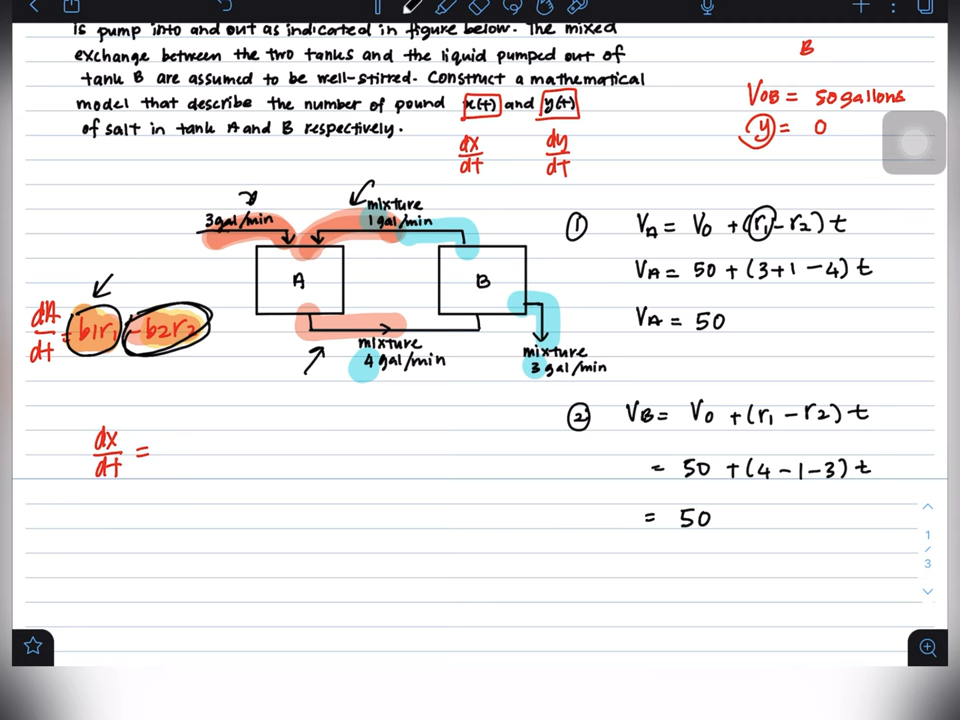 is pump into and out as indicated in figure below. The mixed
exchange between the two tanks and the liquid pumped out of
tank B are assumed to be well-stirred. Construct a mathematical
model that describe the number of pound x(t) and y(t)
of salt in tank A and B respectively.
dx/dt dy/dt
B
VOB = 50 gallons
y = 0
3 gal/min
mixture
1 gal/min
A
B
mixture
4 gal/min
mixture
3 gal/min
dA/dt = b1r1 - b2r2
dx/dt =
① VA = V0 + (r1 - r2) t
VA = 50 + (3+1-4) t
VA = 50
② VB = V0 + (r1 - r2) t
= 50 + (4-1-3) t
= 50
1
/
3